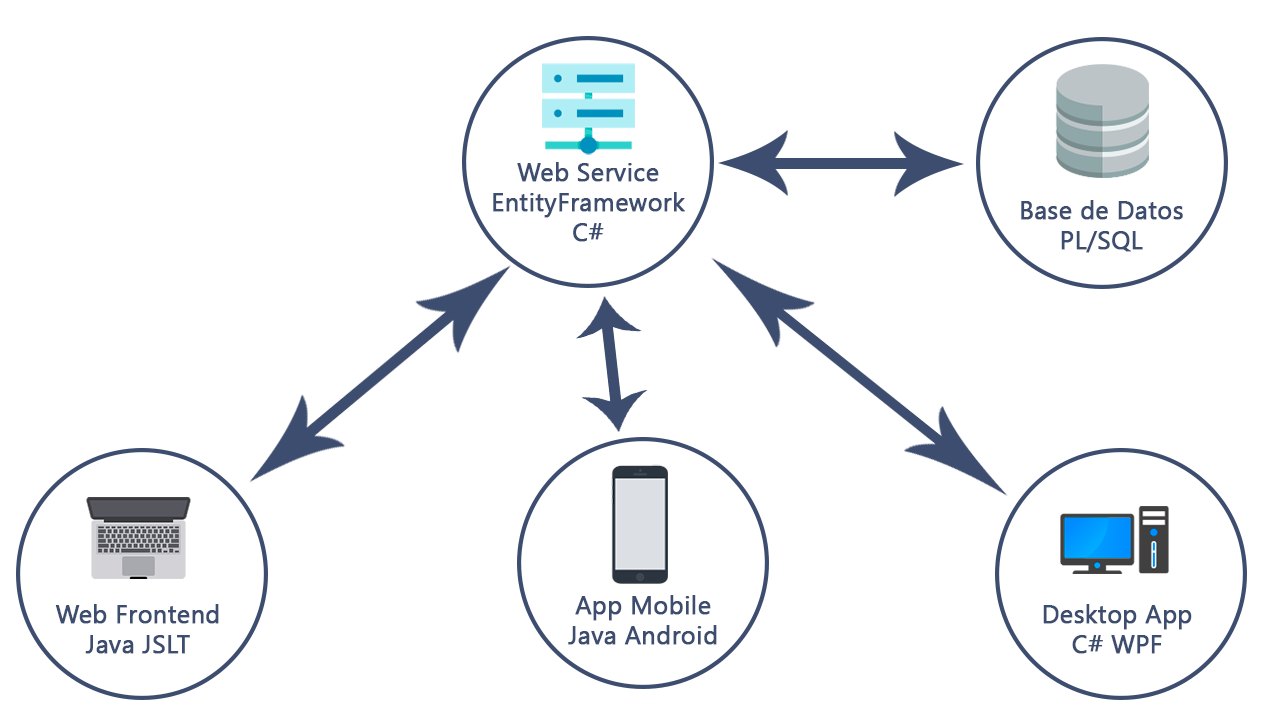 Web Service
EntityFramework
C#
Base de Datos
PL/SQL
Web Frontend
Java JSLT
App Mobile
Java Android
Desktop App
C# WPF